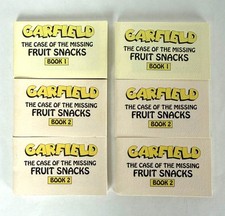 GARFIELD
THE CASE OF THE MISSING
FRUIT SNACKS
BOOK 1
GARFIELD
THE CASE OF THE MISSING
FRUIT SNACKS
BOOK 1
GARFIELD
THE CASE OF THE MISSING
FRUIT SNACKS
BOOK 2
GARFIELD
THE CASE OF THE MISSING
FRUIT SNACKS
BOOK 2
GARFIELD
THE CASE OF THE MISSING
FRUIT SNACKS
BOOK 2
GARFIELD
THE CASE OF THE MISSING
FRUIT SNACKS
BOOK 2